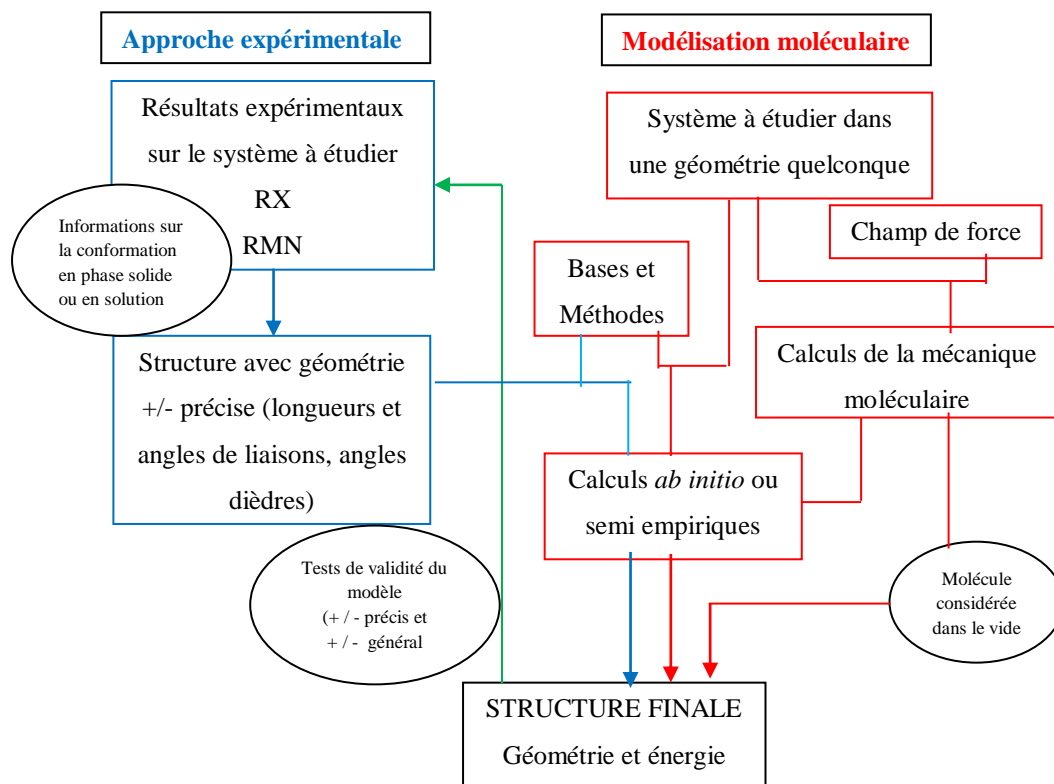 Approche expérimentale
Modélisation moléculaire
Résultats expérimentaux
sur le système à étudier
RX
RMN
Informations sur
la conformation
en phase solide
ou en solution
Système à étudier dans
une géométrie quelconque
Champ de force
Bases et
Méthodes
Structure avec géométrie
+/- précise (longueurs et
angles de liaisons, angles
dièdres)
Calculs de la mécanique
moléculaire
Calculs ab initio ou
semi empiriques
Tests de validité du
modèle
(+ / - précis et
+ / - général
Molécule
considérée
dans le vide
STRUCTURE FINALE
Géométrie et énergie